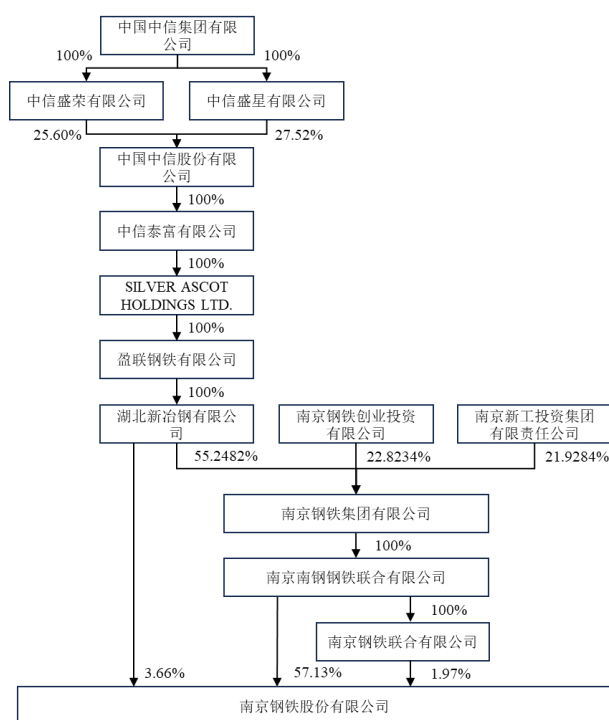 中国中信集团有限
公司
100%
100%
中信盛荣有限公司
中信盛星有限公司
25.60%
27.52%
中国中信股份有限
公司
100%
中信泰富有限公司
100%
SILVER ASCOT
HOLDINGS LTD.
100%
盈联钢铁有限公司
100%
湖北新冶钢有限公
司
南京钢铁创业投资
有限公司
南京新工投资集团
有限责任公司
55.2482%
22.8234%
21.9284%
南京钢铁集团有限公司
100%
南京南钢钢铁联合有限公司
100%
南京钢铁联合有限公司
3.66%
57.13%
1.97%
南京钢铁股份有限公司